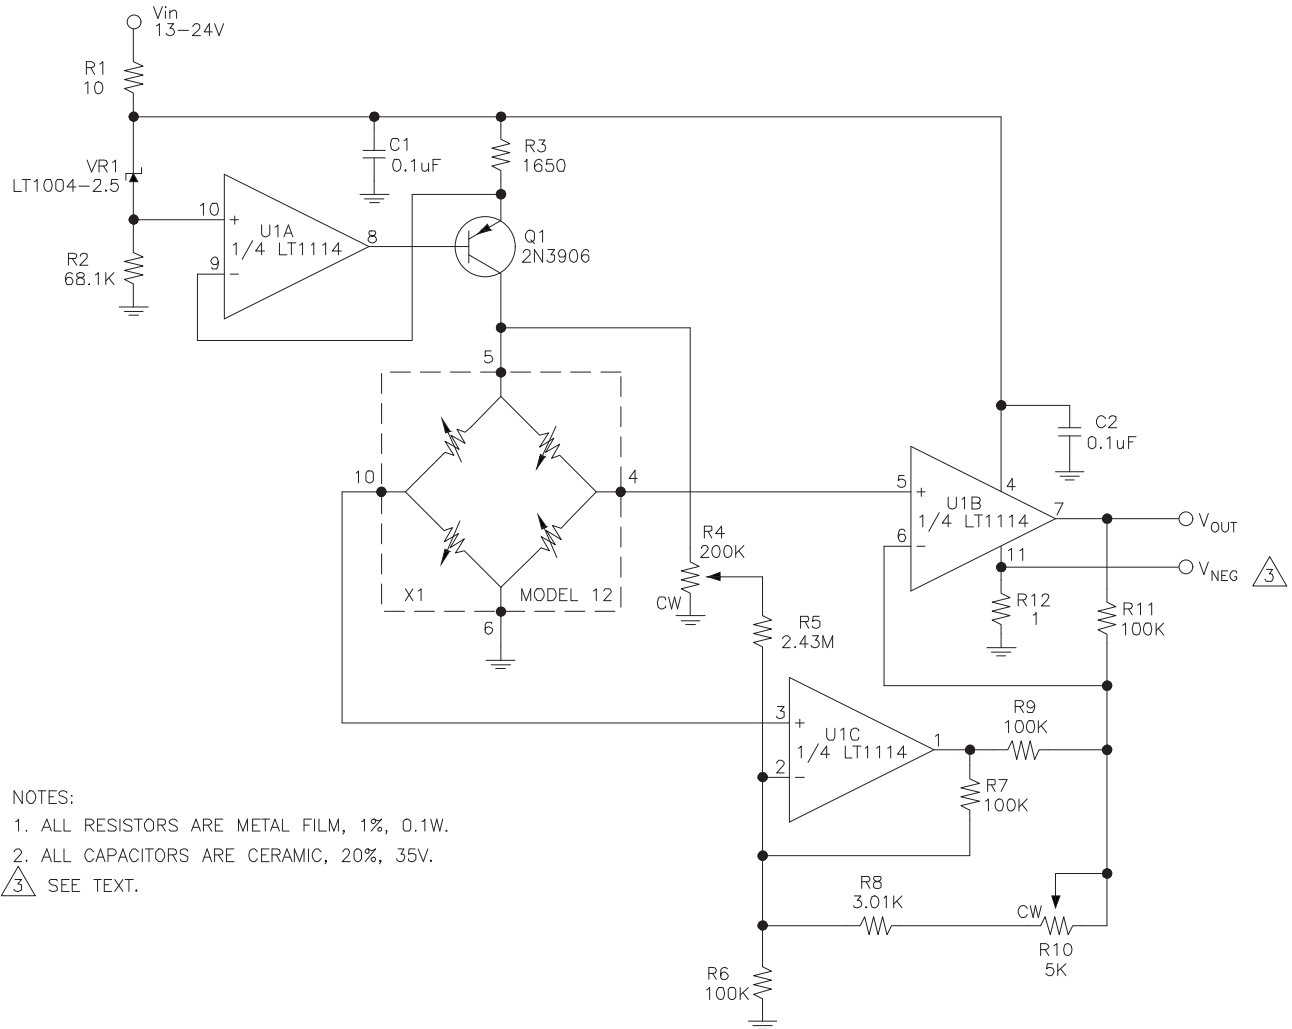 Vin
13-24V
R1
10
C1
0.1uF
R3
1650
VR1
LT1004-2.5
10
+
U1A
1/4 LT1114
8
9
−
R2
68.1K
Q1
2N3906
5
10
4
X1
MODEL 12
6
R4
200K
CW
R5
2.43M
C2
0.1uF
5
+
4
U1B
1/4 LT1114
7
6
−
11
VOUT
VNEG
3
R12
1
R11
100K
3
+
U1C
1/4 LT1114
1
2
−
R9
100K
R7
100K
R8
3.01K
CW
R10
5K
R6
100K
NOTES:
1. ALL RESISTORS ARE METAL FILM, 1%, 0.1W.
2. ALL CAPACITORS ARE CERAMIC, 20%, 35V.
3 SEE TEXT.